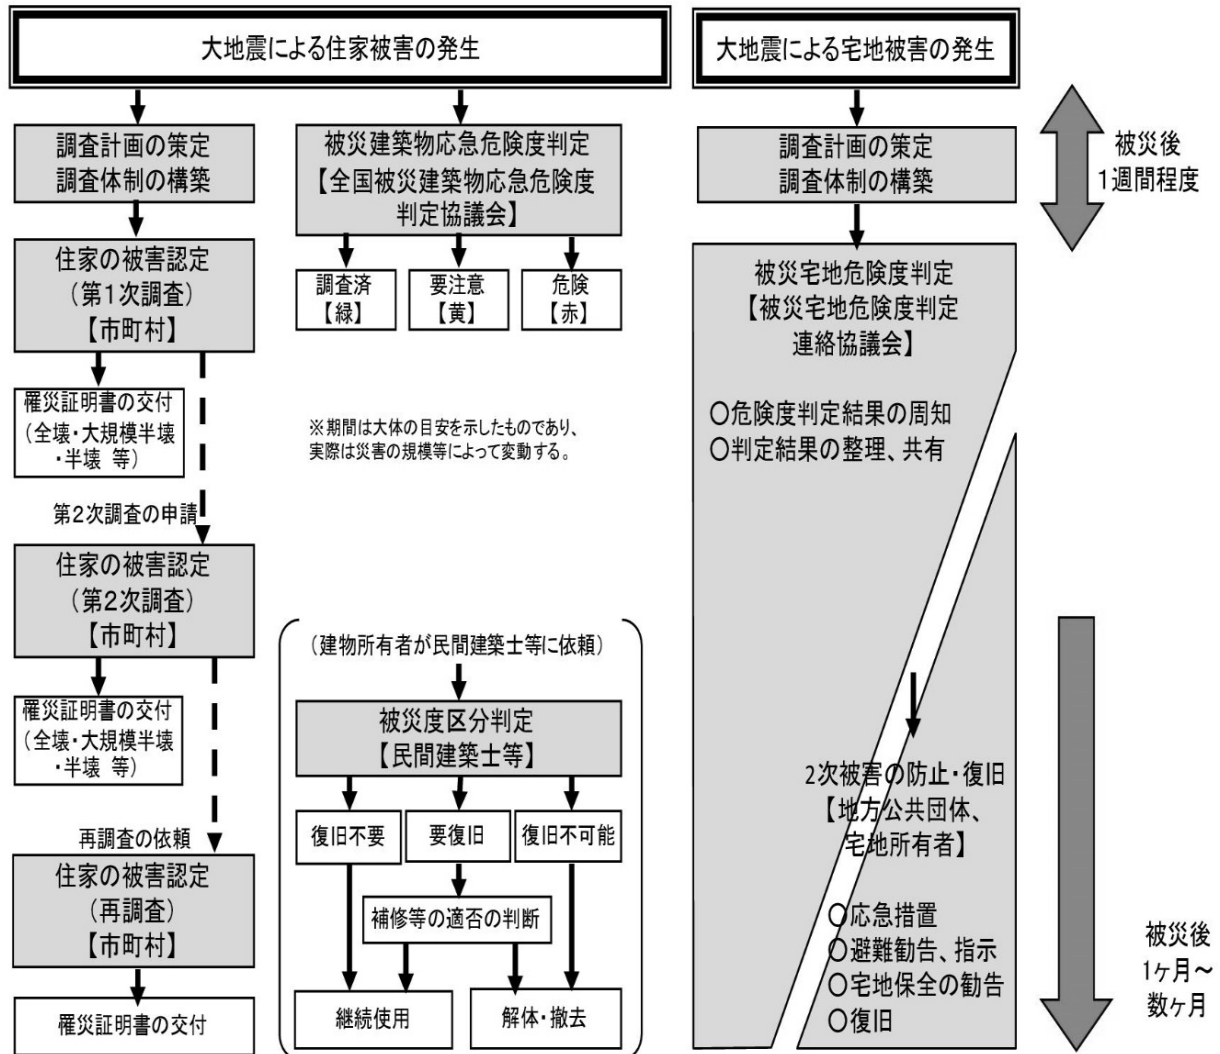 大地震による住家被害の発生
調査計画の策定
調査体制の構築
住家の被害認定
(第1次調査)
【市町村】
罹災証明書の交付
(全壊・大規模半壊
・半壊 等)
第2次調査の申請
住家の被害認定
(第2次調査)
【市町村】
罹災証明書の交付
(全壊・大規模半壊
・半壊 等)
再調査の依頼
住家の被害認定
(再調査)
【市町村】
罹災証明書の交付
被災建築物応急危険度判定
【全国被災建築物応急危険度
判定協議会】
調査済
【緑】
要注意
【黄】
危険
【赤】
※期間は大体の目安を示したものであり、
実際は災害の規模等によって変動する。
(建物所有者が民間建築士等に依頼)
被災度区分判定
【民間建築士等】
復旧不要
要復旧
復旧不可能
補修等の適否の判断
継続使用
解体・撤去
大地震による宅地被害の発生
調査計画の策定
調査体制の構築
被災宅地危険度判定
【被災宅地危険度判定
連絡協議会】
〇危険度判定結果の周知
〇判定結果の整理、共有
2次被害の防止・復旧
【地方公共団体、
宅地所有者】
〇応急措置
〇避難勧告、指示
〇宅地保全の勧告
〇復旧
被災後
1週間程度
被災後
1ヶ月～
数ヶ月